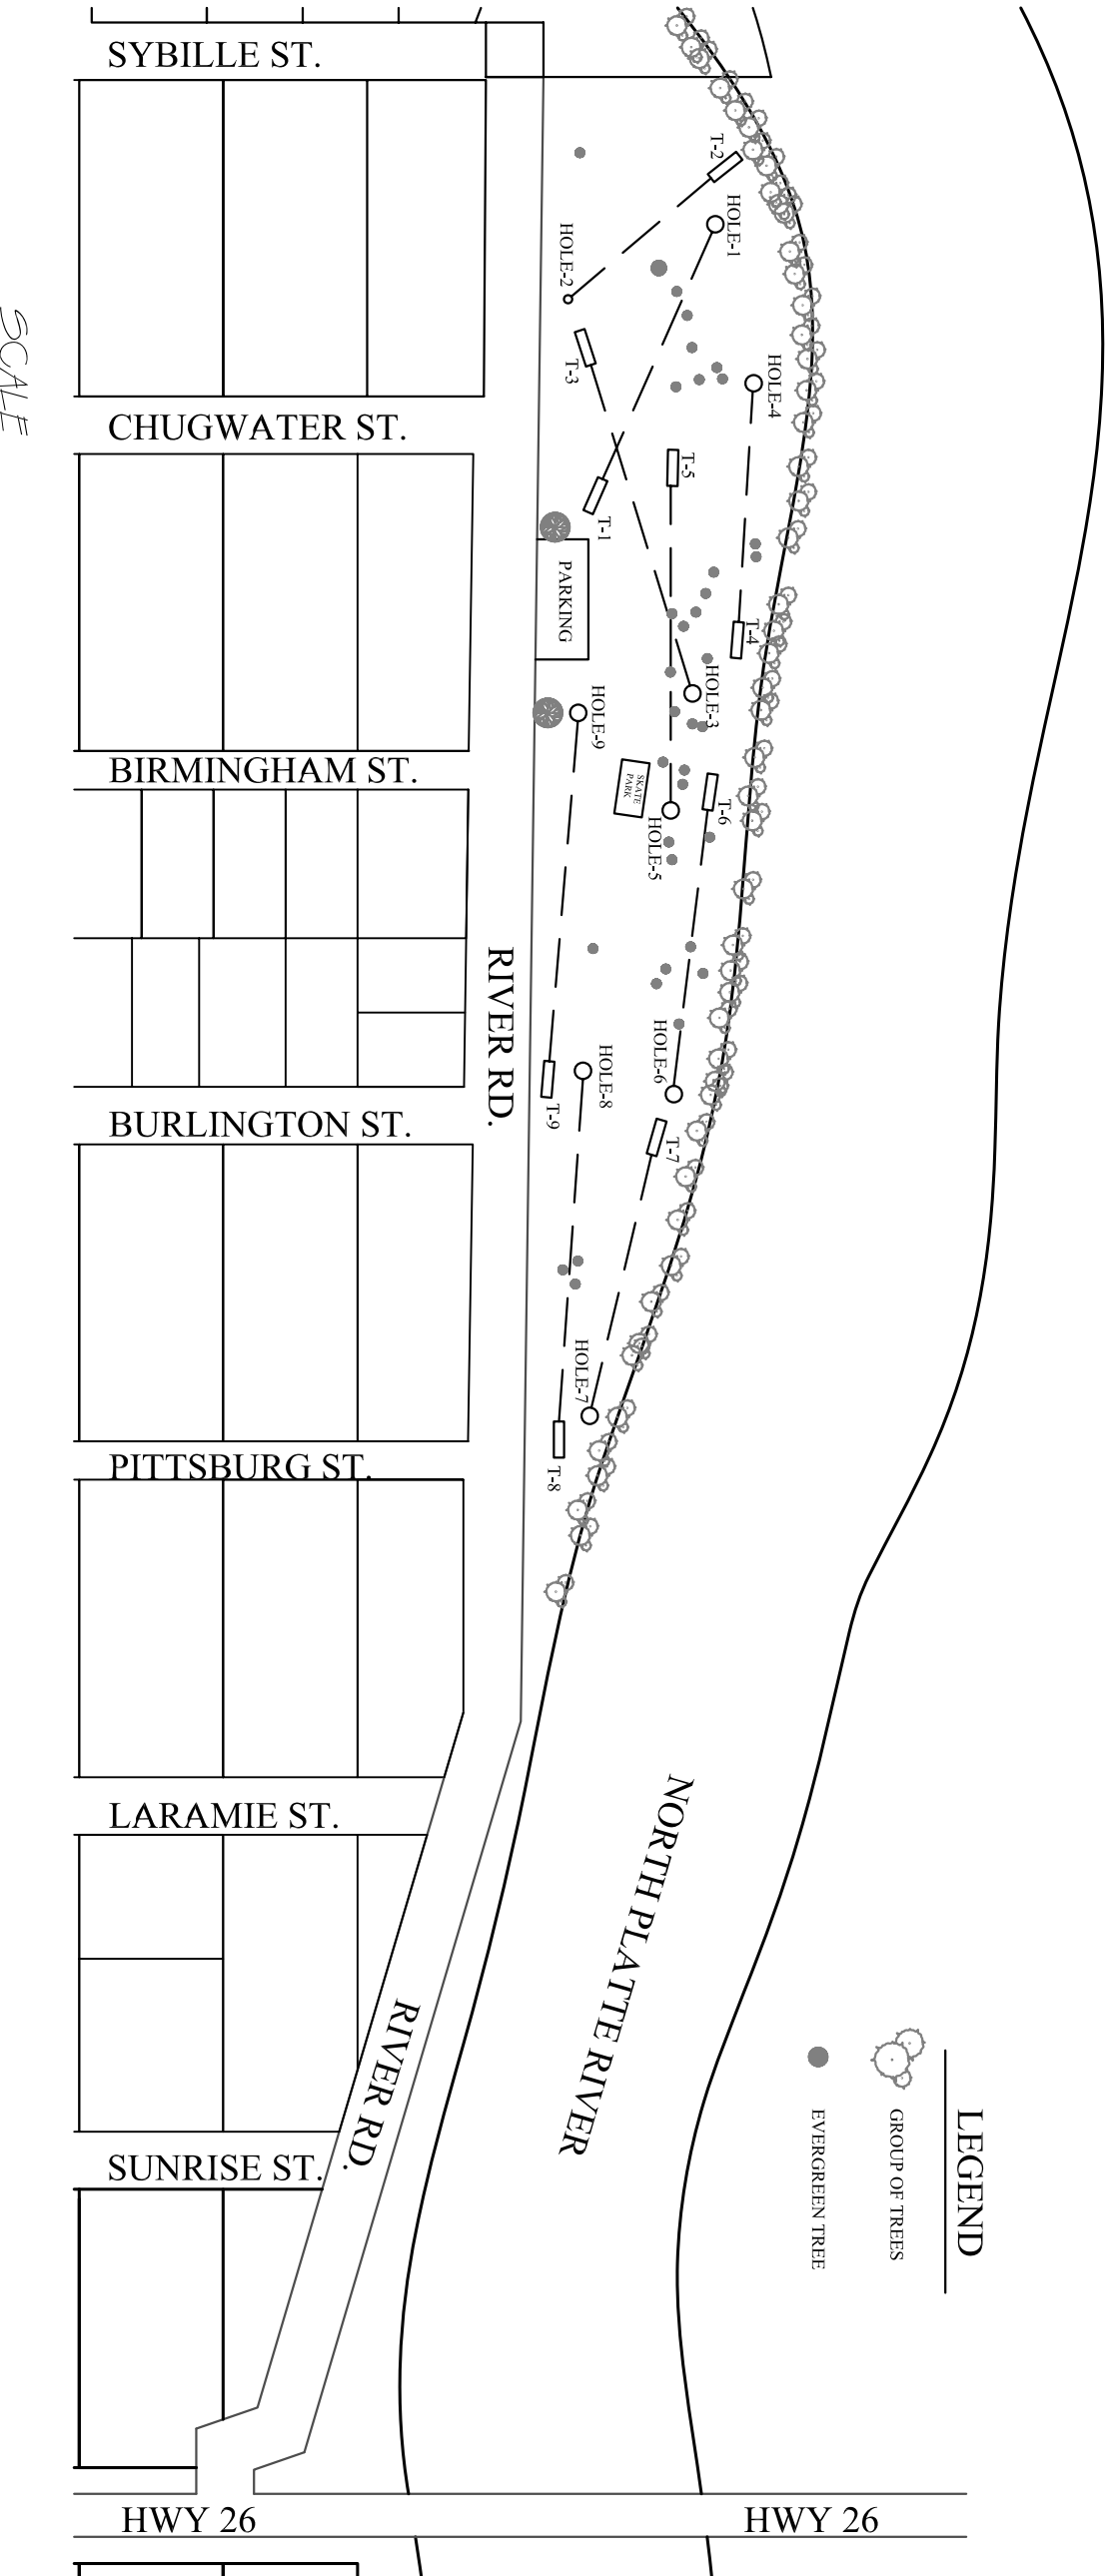 SYBILLE ST.
T-2
HOLE-1
HOLE-2
SCALE
T-3
HOLE-4
CHUGWATER ST.
T-5
T-1
PARKING
T-4
HOLE-3
HOLE-9
BIRMINGHAM ST.
SKATE
PARK
T-6
HOLE-5
RIVER RD.
HOLE-6
HOLE-8
T-9
BURLINGTON ST.
T-7
HOLE-7
PITTSBURG ST.
T-8
LARAMIE ST.
NORTH PLATTE RIVER
RIVER RD.
LEGEND
GROUP OF TREES
EVERGREEN TREE
SUNRISE ST.
HWY 26
HWY 26